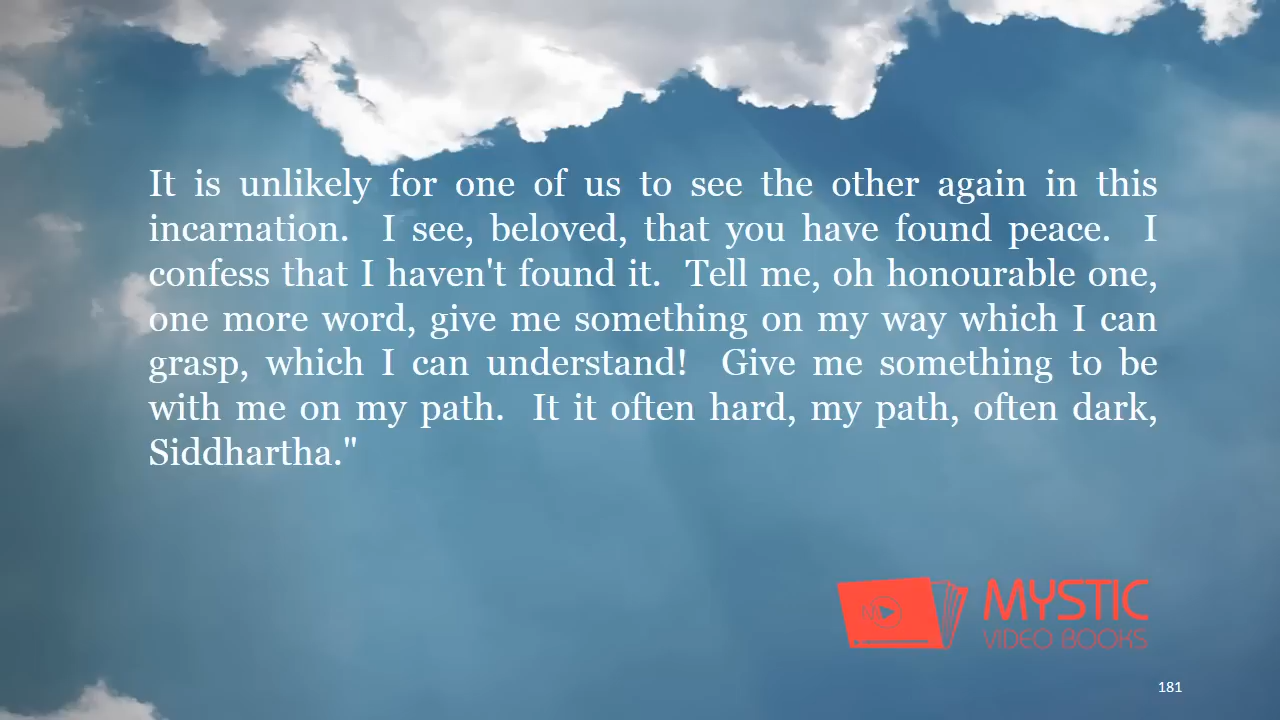 It is unlikely for one of us to see the other again in this
incarnation.  I see, beloved, that you have found peace.  I
confess that I haven't found it.  Tell me, oh honourable one,
one more word, give me something on my way which I can
grasp, which I can understand!  Give me something to be
with me on my path.  It it often hard, my path, often dark,
Siddhartha."
MYSTIC
VIDEO BOOKS
181